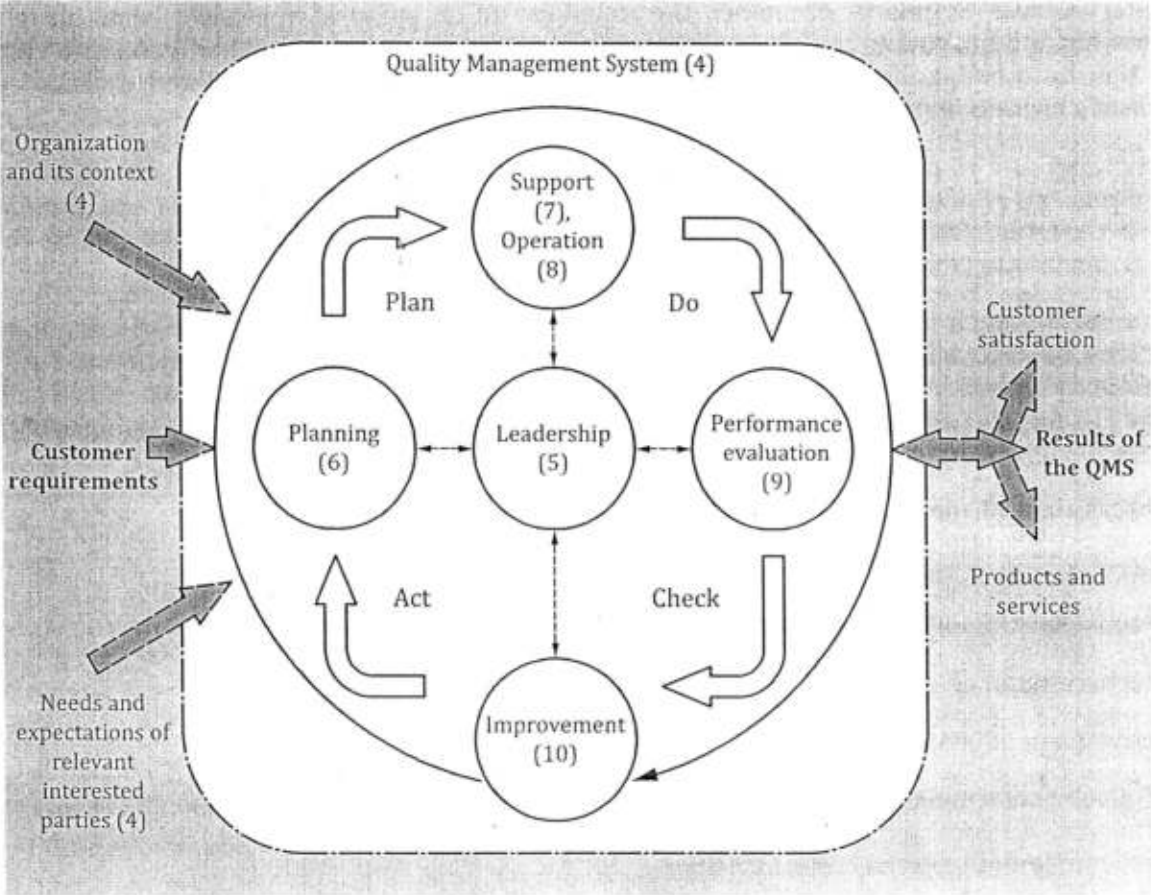 Quality Management System (4)
Organization
and its context
(4)
Support
(7),
Operation
(8)
Plan
Do
Customer
satisfaction
Planning
(6)
Leadership
(5)
Performance
evaluation
(9)
Customer
requirements
Results of
the QMS
Act
Check
Products and
services
Improvement
(10)
Needs and
expectations of
relevant
interested
parties (4)